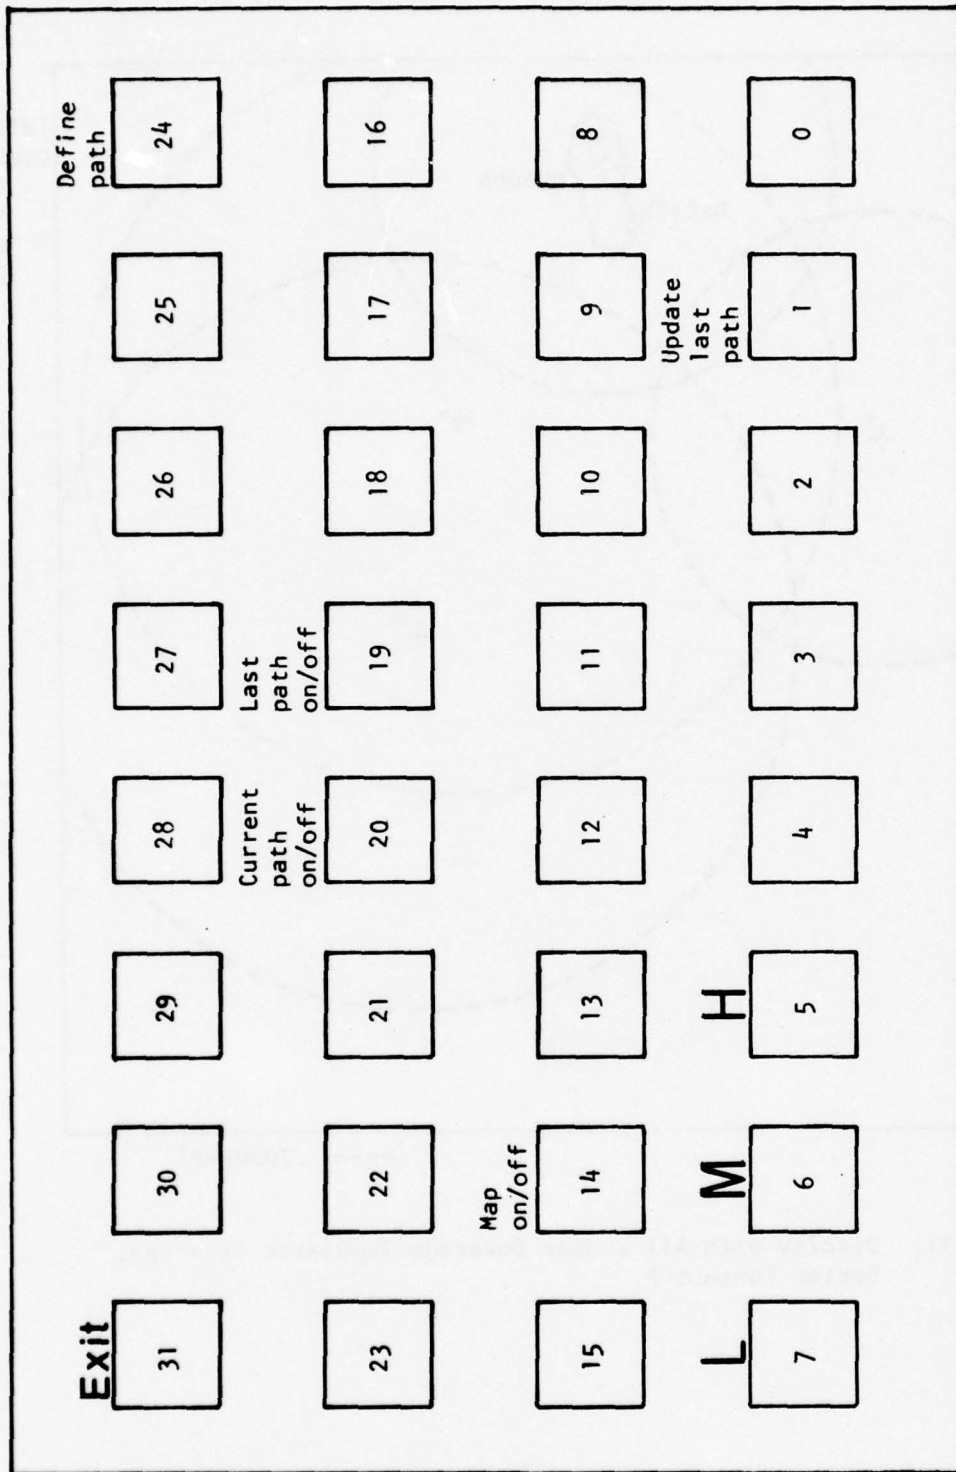 Exit
Define
path
31 30 29 28 27 26 25 24
Current
path
on/off
Last
path
on/off
23 22 21 20 19 18 17 16
Map
on/off
15 14 13 12 11 10 9 8
L M H
Update
last
path
7 6 5 4 3 2 1 0